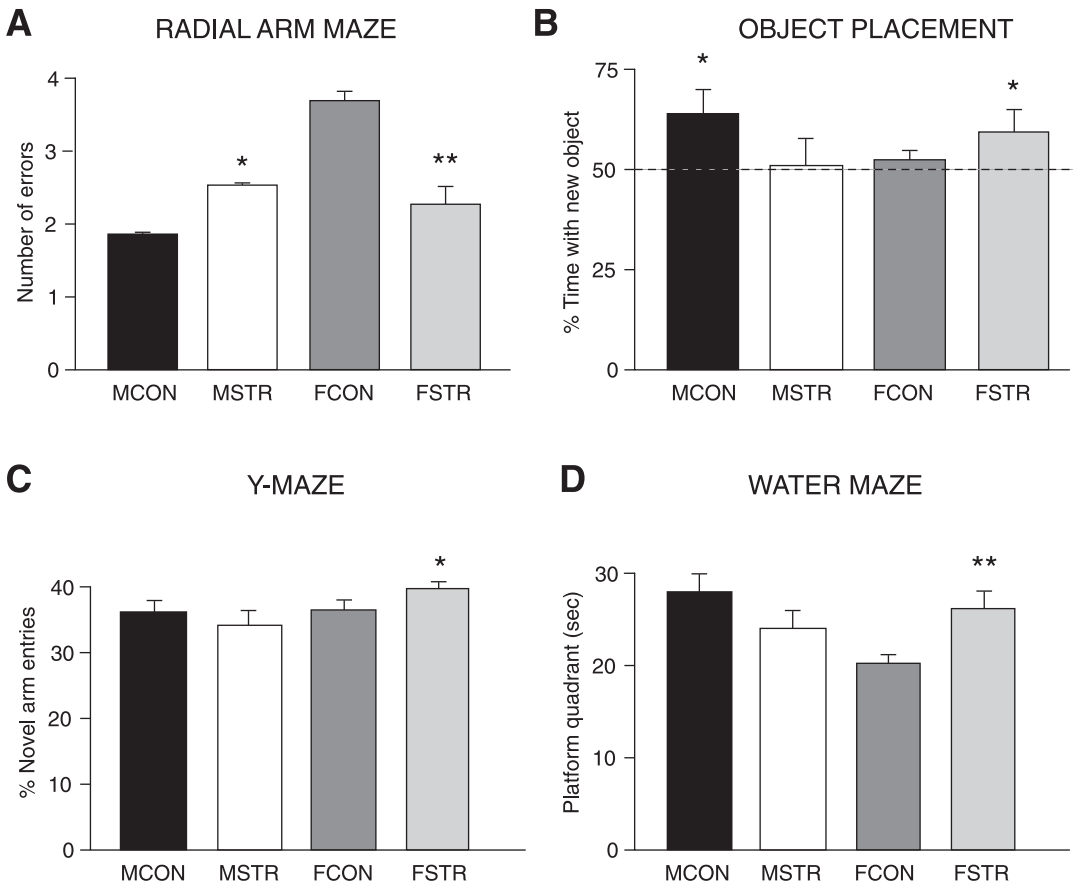 A RADIAL ARM MAZE
Number of errors
4
3
2
1
0
* **
MCON MSTR FCON FSTR
B OBJECT PLACEMENT
% Time with new object
75
50
25
0
* *
MCON MSTR FCON FSTR
C Y-MAZE
% Novel arm entries
40
30
20
10
0
*
MCON MSTR FCON FSTR
D WATER MAZE
Platform quadrant (sec)
30
20
10
0
**
MCON MSTR FCON FSTR